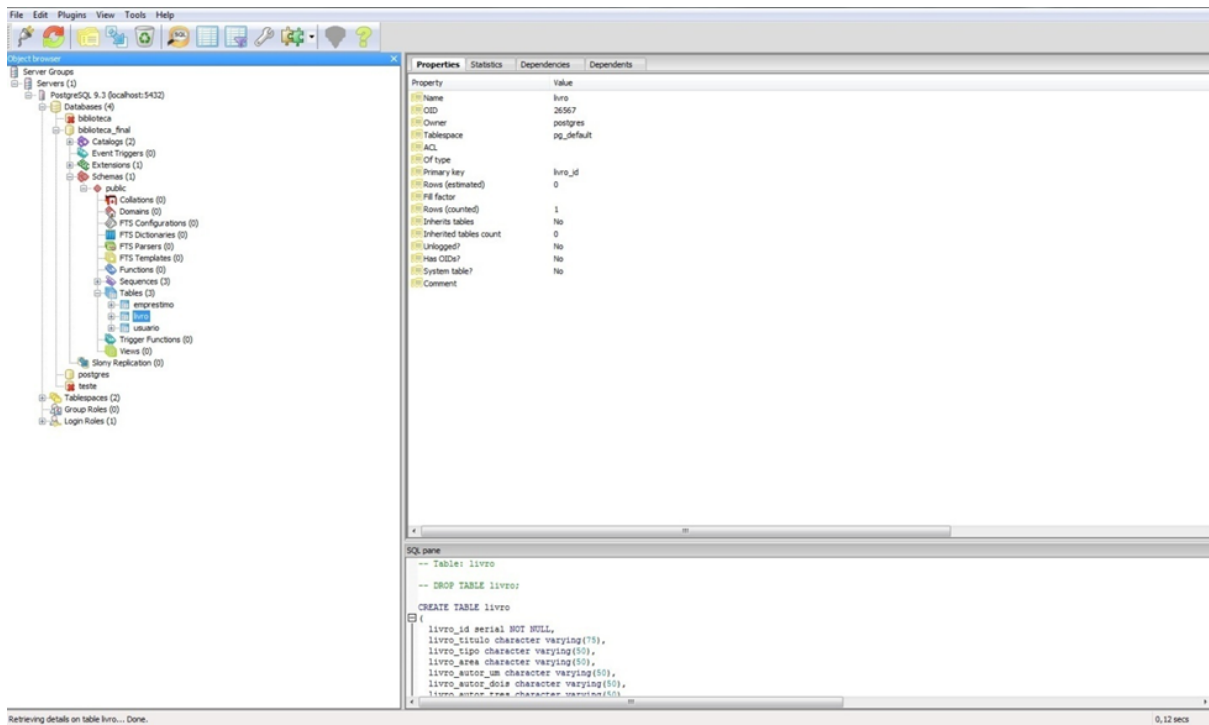 File Edit Plugins View Tools Help
SQL
Object browser
Server Groups
Servers (1)
PostgreSQL 9.3 (localhost:5432)
Databases (4)
biblioteca
biblioteca_final
Catalogs (2)
Event Triggers (0)
Extensions (1)
Schemas (1)
public
Collations (0)
Domains (0)
FTS Configurations (0)
FTS Dictionaries (0)
FTS Parsers (0)
FTS Templates (0)
Functions (0)
Sequences (3)
Tables (3)
emprestimo
livro
usuario
Trigger Functions (0)
Views (0)
Slony Replication (0)
postgres
teste
Tablespaces (2)
Group Roles (0)
Login Roles (1)
Properties Statistics Dependencies Dependents
Property Value
Name livro
OID 26567
Owner postgres
Tablespace pg_default
ACL
Of type
Primary key livro_id
Rows (estimated) 0
Fill factor
Rows (counted) 1
Inherits tables No
Inherited tables count 0
Unlogged? No
Has OIDs? No
System table? No
Comment
SQL pane
-- Table: livro
-- DROP TABLE livro;
CREATE TABLE livro
(
livro_id serial NOT NULL,
livro_titulo character varying(75),
livro_tipo character varying(50),
livro_area character varying(50),
livro_autor_um character varying(50),
livro_autor_dois character varying(50),
livro_autor_tres character varying(50)
Retrieving details on table livro... Done.
0,12 secs